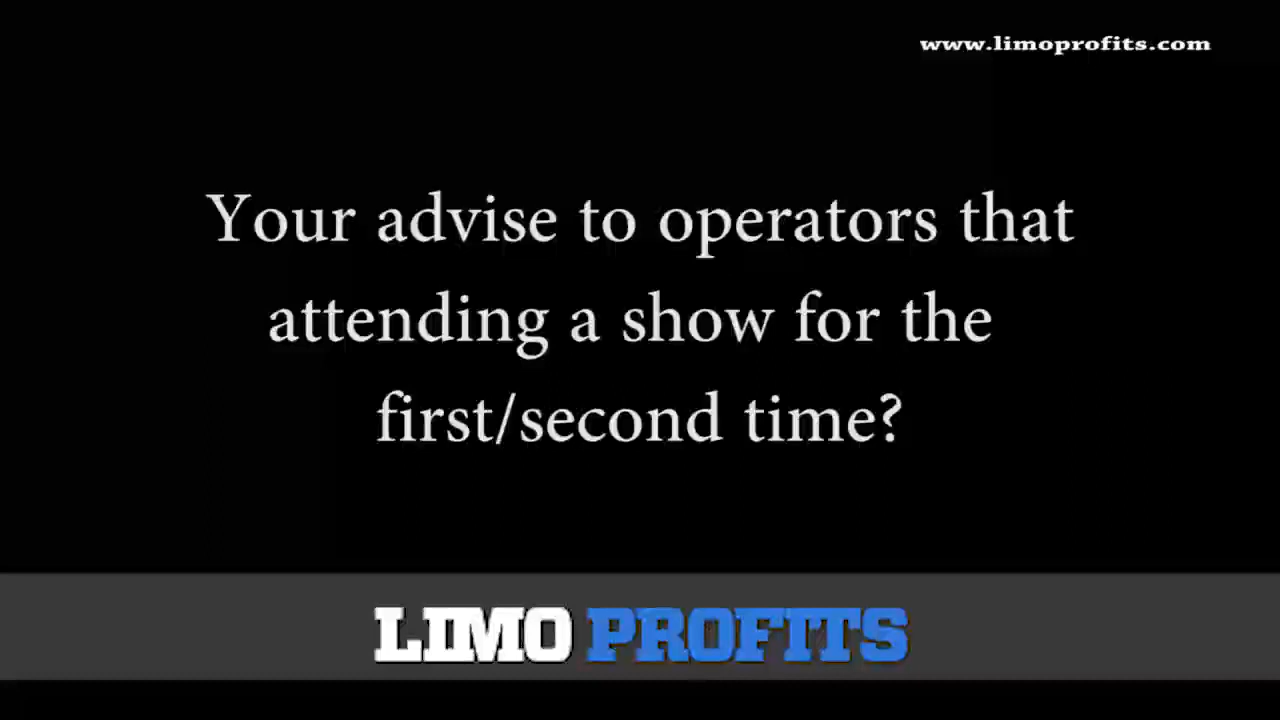 www.limoprofits.com
Your advise to operators that
attending a show for the
first/second time?
LIMO PROFITS